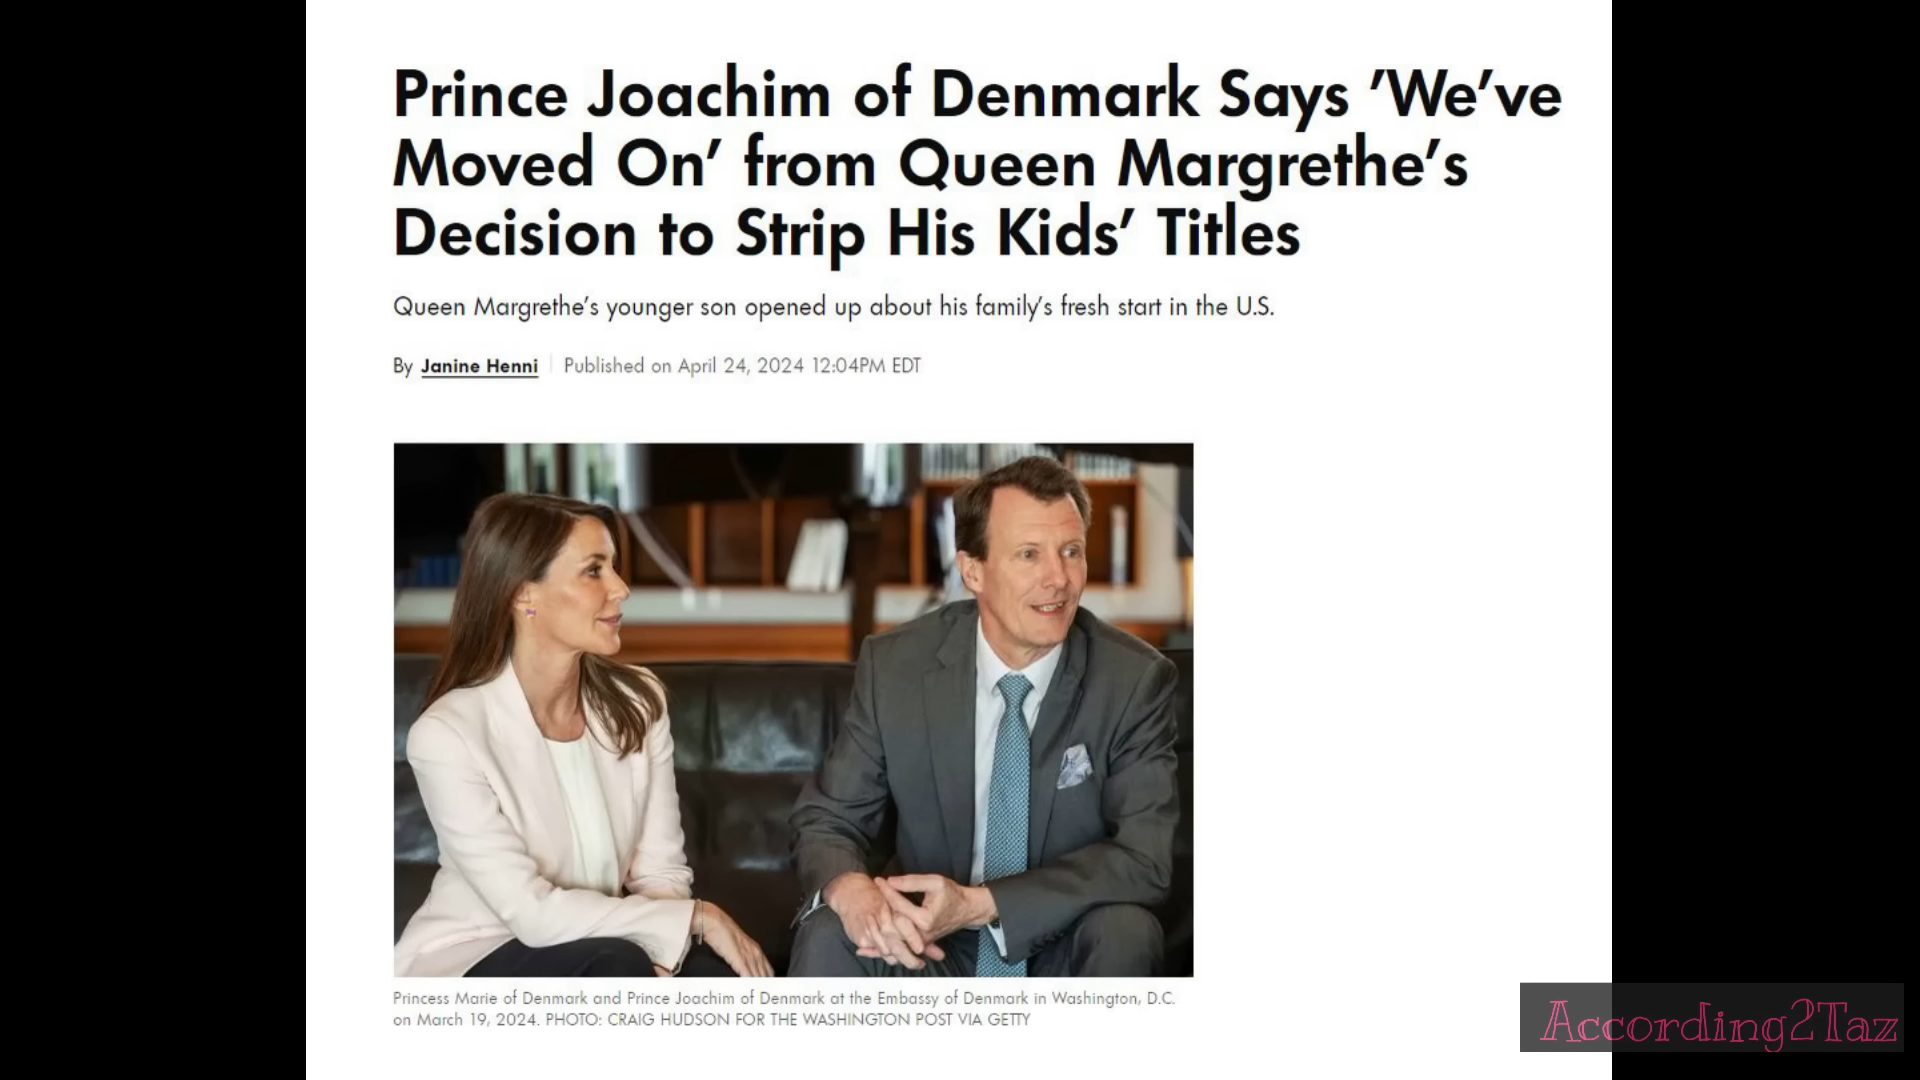 Prince Joachim of Denmark Says ’We’ve
Moved On’ from Queen Margrethe’s
Decision to Strip His Kids’ Titles
Queen Margrethe’s younger son opened up about his family’s fresh start in the U.S.
By Janine Henni Published on April 24, 2024 12:04PM EDT
Princess Marie of Denmark and Prince Joachim of Denmark at the Embassy of Denmark in Washington, D.C.
on March 19, 2024. PHOTO: CRAIG HUDSON FOR THE WASHINGTON POST VIA GETTY
According2Taz